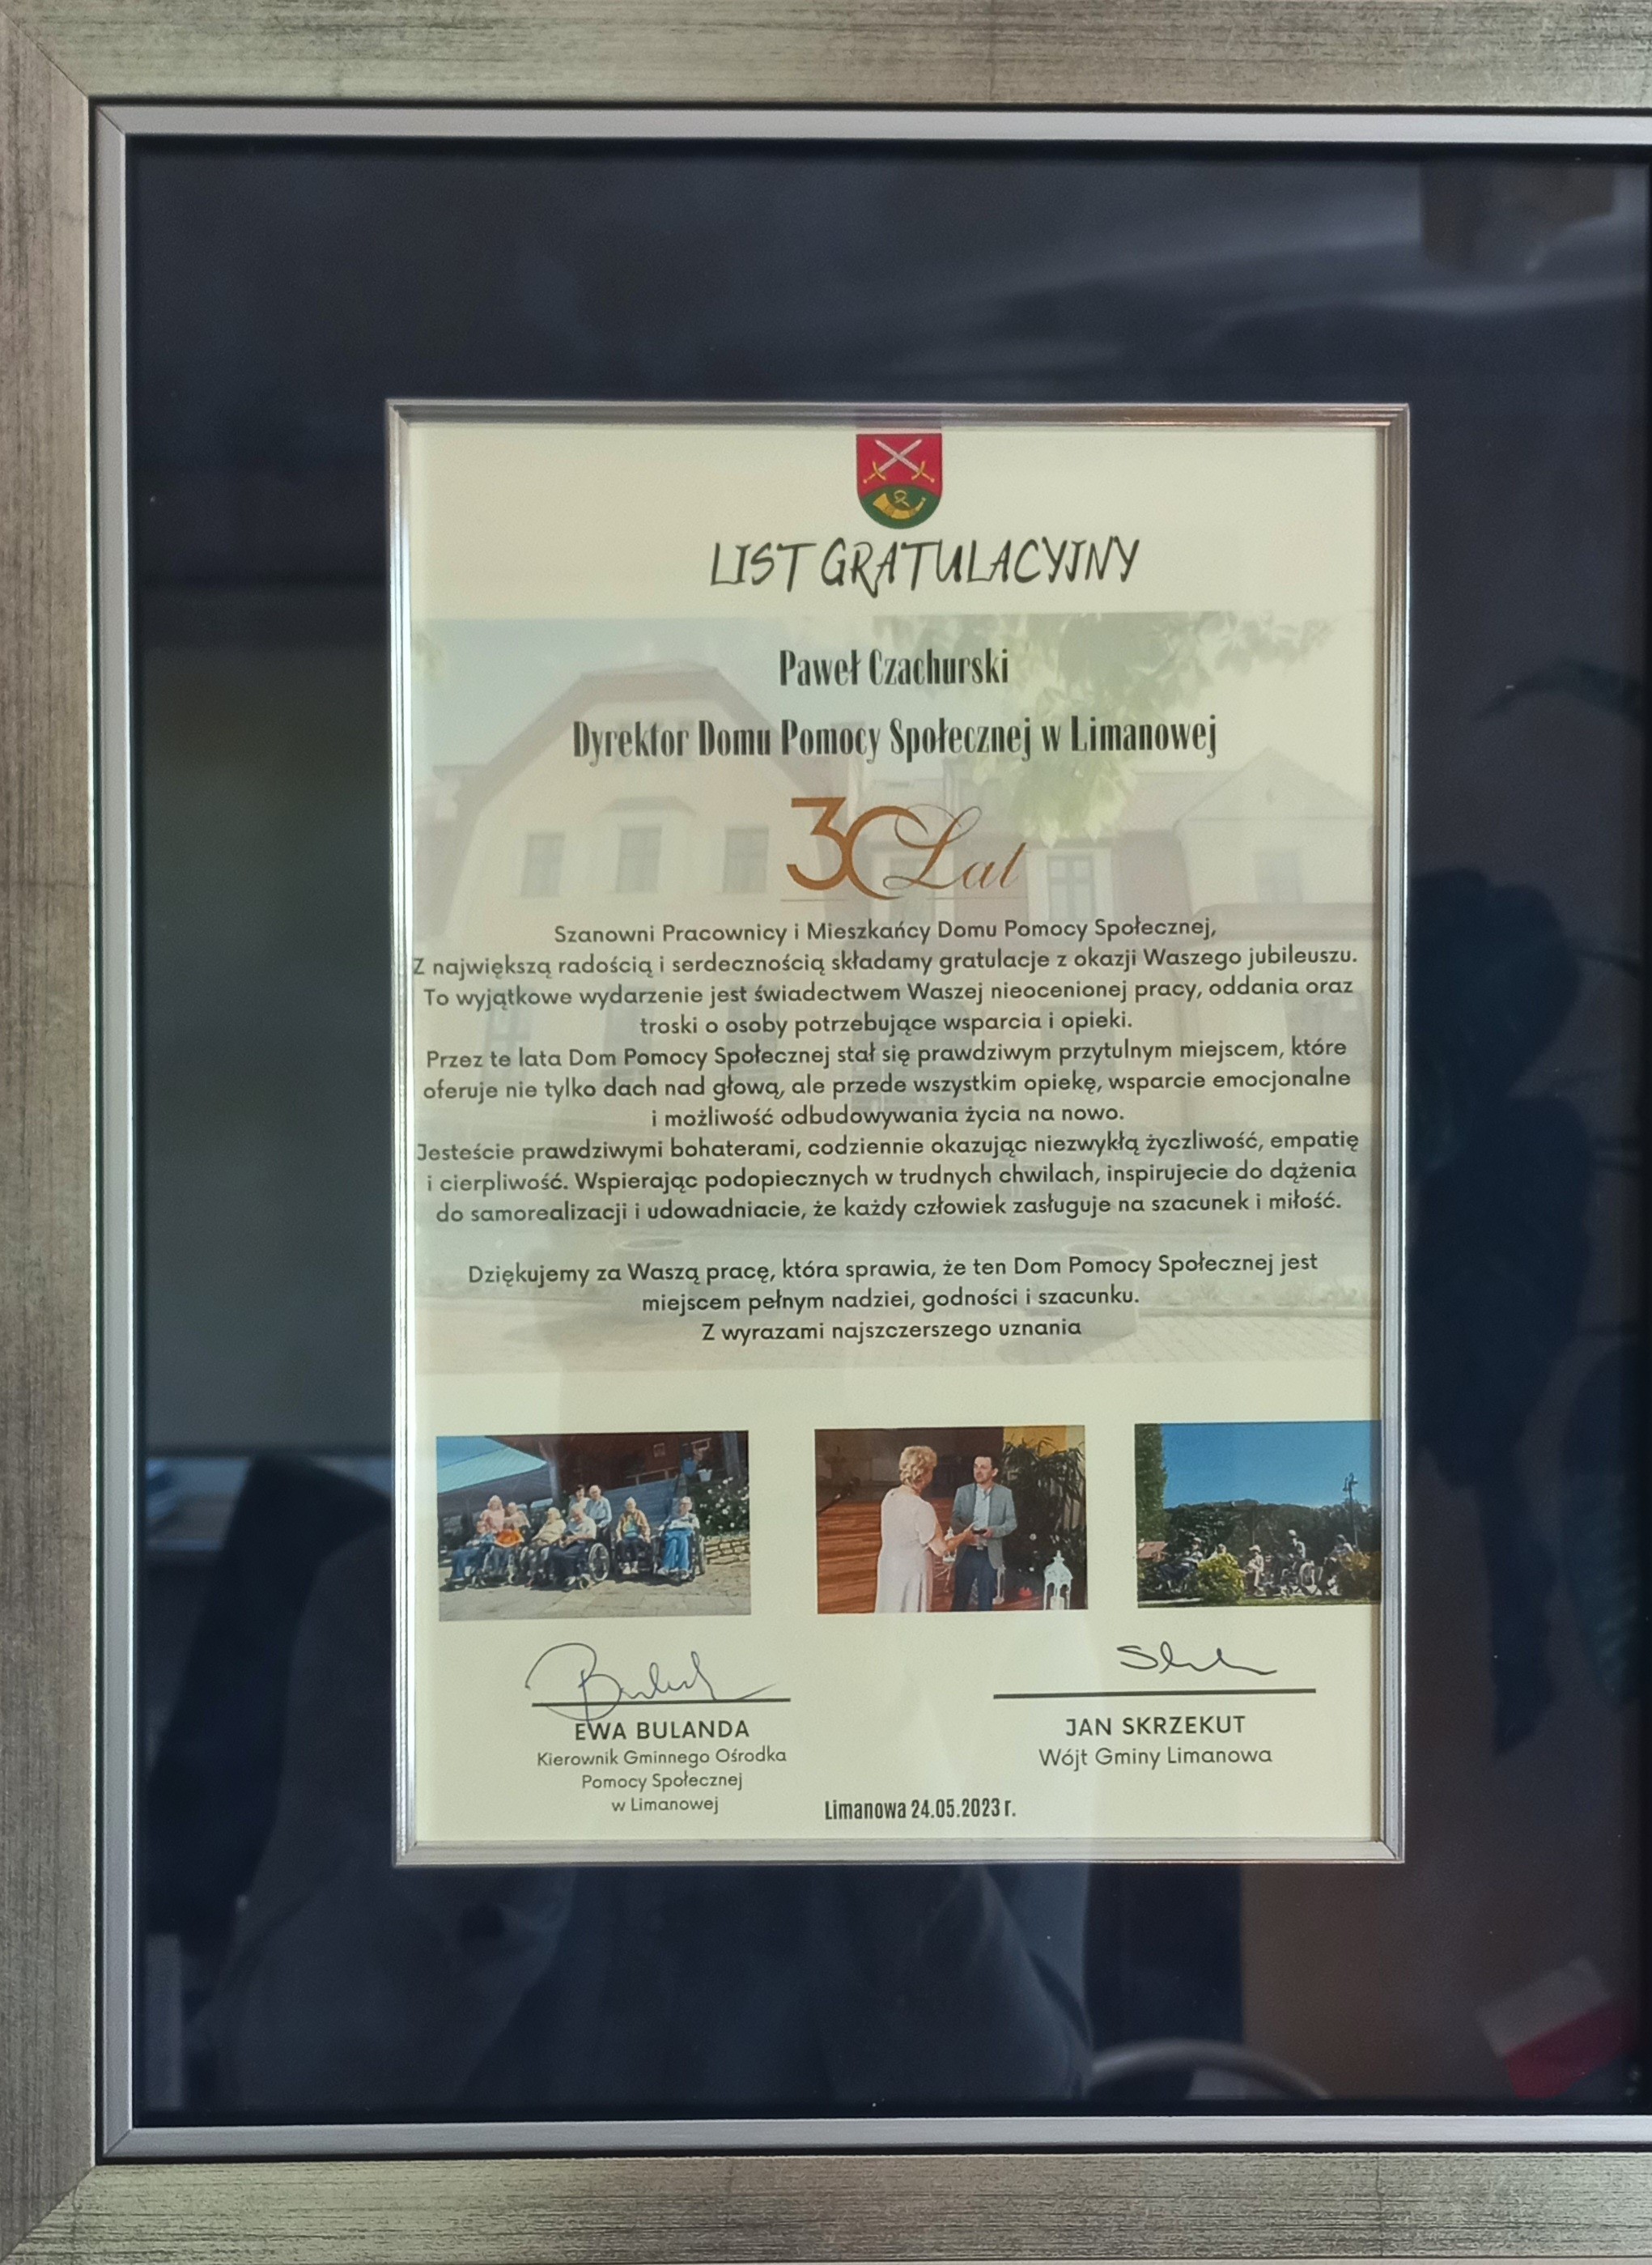 LIST GRATULACYJNY
Paweł Czachurski
Dyrektor Domu Pomocy Społecznej w Limanowej
30 Lat
Szanowni Pracownicy i Mieszkańcy Domu Pomocy Społecznej,
Z największą radością i serdecznością składamy gratulacje z okazji Waszego jubileuszu.
To wyjątkowe wydarzenie jest świadectwem Waszej nieocenionej pracy, oddania oraz
troski o osoby potrzebujące wsparcia i opieki.
Przez te lata Dom Pomocy Społecznej stał się prawdziwym przytulnym miejscem, które
oferuje nie tylko dach nad głową, ale przede wszystkim opiekę, wsparcie emocjonalne
i możliwość odbudowywania życia na nowo.
Jesteście prawdziwymi bohaterami, codziennie okazując niezwykłą życzliwość, empatię
i cierpliwość. Wspierając podopiecznych w trudnych chwilach, inspirujecie do dążenia
do samorealizacji i udowadniacie, że każdy człowiek zasługuje na szacunek i miłość.
Dziękujemy za Waszą pracę, która sprawia, że ten Dom Pomocy Społecznej jest
miejscem pełnym nadziei, godności i szacunku.
Z wyrazami najszczerszego uznania
EWA BULANDA
Kierownik Gminnego Ośrodka
Pomocy Społecznej
w Limanowej
JAN SKRZEKUT
Wójt Gminy Limanowa
Limanowa 24.05.2023 r.